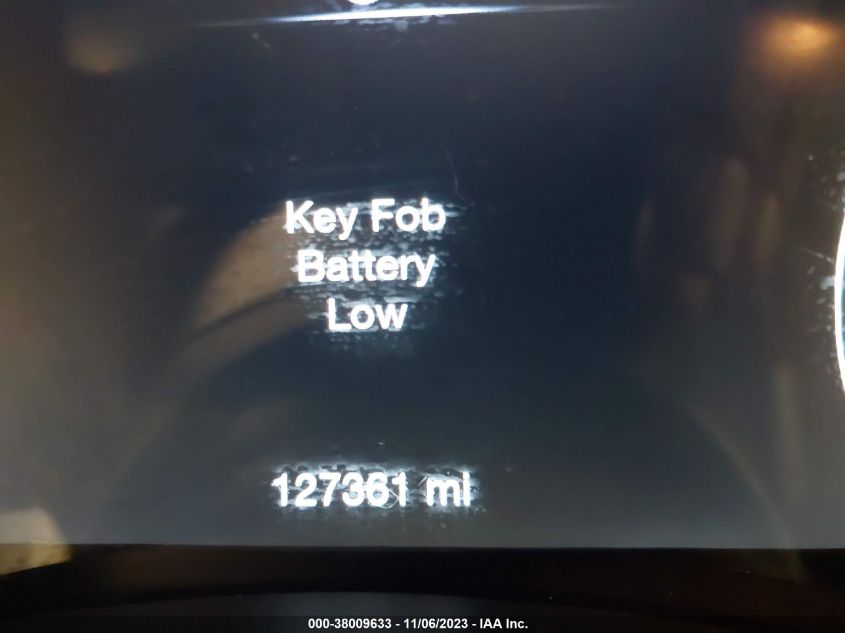 Key Fob
Battery
Low
127361 mi
000-38009633 - 11/06/2023 - IAA Inc.